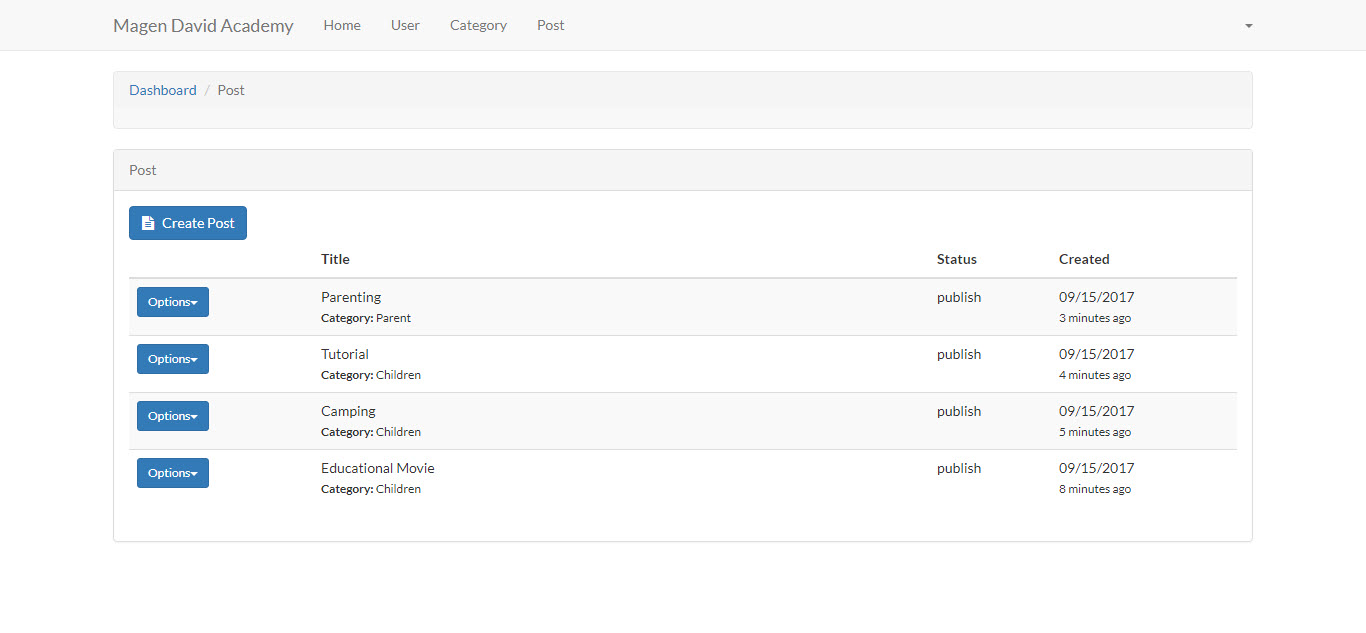 Magen David Academy Home User Category Post
Dashboard / Post
Post
Create Post
Title Status Created
Options Parenting publish 09/15/2017
Category: Parent 3 minutes ago
Options Tutorial publish 09/15/2017
Category: Children 4 minutes ago
Options Camping publish 09/15/2017
Category: Children 5 minutes ago
Options Educational Movie publish 09/15/2017
Category: Children 8 minutes ago